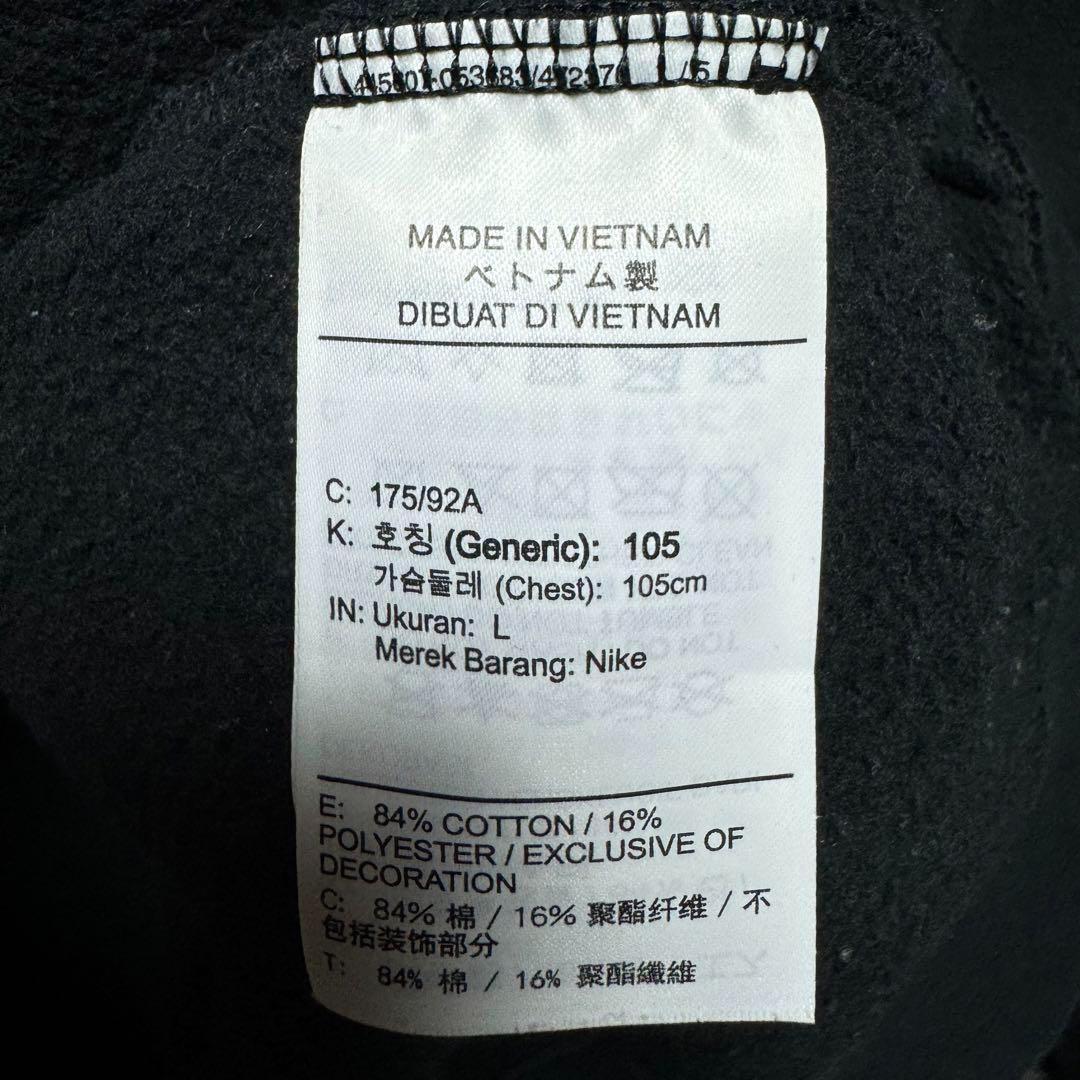 MADE IN VIETNAM
ベトナム製
DIBUAT DI VIETNAM
C: 175/92A
K: 호칭 (Generic): 105
가슴둘레 (Chest): 105cm
IN: Ukuran: L
Merek Barang: Nike
E: 84% COTTON / 16%
POLYESTER / EXCLUSIVE OF
DECORATION
C: 84% 棉 / 16% 聚酯纤维 / 不
包括装饰部分
T: 84% 棉 / 16% 聚酯纖維